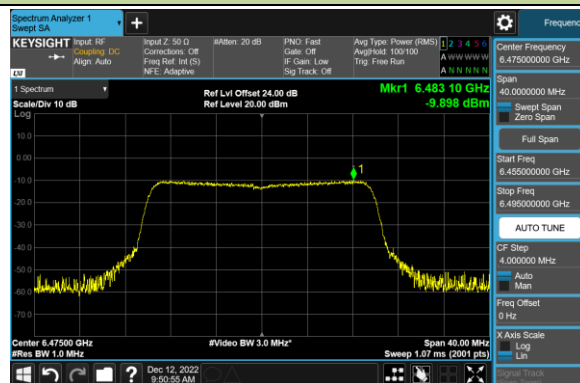 Spectrum Analyzer 1
Swept SA
+
Frequency
KEYSIGHT
Input: RF
Coupling: DC
Align: Auto
Input Z: 50 Ω
Corrections: Off
Freq Ref: Int (S)
NFE: Adaptive
#Atten: 20 dB
PNO: Fast
Gate: Off
IF Gain: Low
Sig Track: Off
Avg Type: Power (RMS)
Avg|Hold: 100/100
Trig: Free Run
1 2 3 4 5 6
A W W W W W
A N N N N N
LXI
1 Spectrum
Scale/Div 10 dB
Log
Ref Lvl Offset 24.00 dB
Ref Level 20.00 dBm
Mkr1 6.483 10 GHz
-9.898 dBm
10.0
0.00
-10.0
-20.0
-30.0
-40.0
-50.0
-60.0
-70.0
1
Center 6.47500 GHz
#Res BW 1.0 MHz
#Video BW 3.0 MHz*
Span 40.00 MHz
Sweep 1.07 ms (2001 pts)
Center Frequency
6.475000000 GHz
Span
40.0000000 MHz
Swept Span
Zero Span
Full Span
Start Freq
6.455000000 GHz
Stop Freq
6.495000000 GHz
AUTO TUNE
CF Step
4.000000 MHz
Auto
Man
Freq Offset
0 Hz
X Axis Scale
Log
Lin
Signal Track
?
Dec 12, 2022
9:50:55 AM